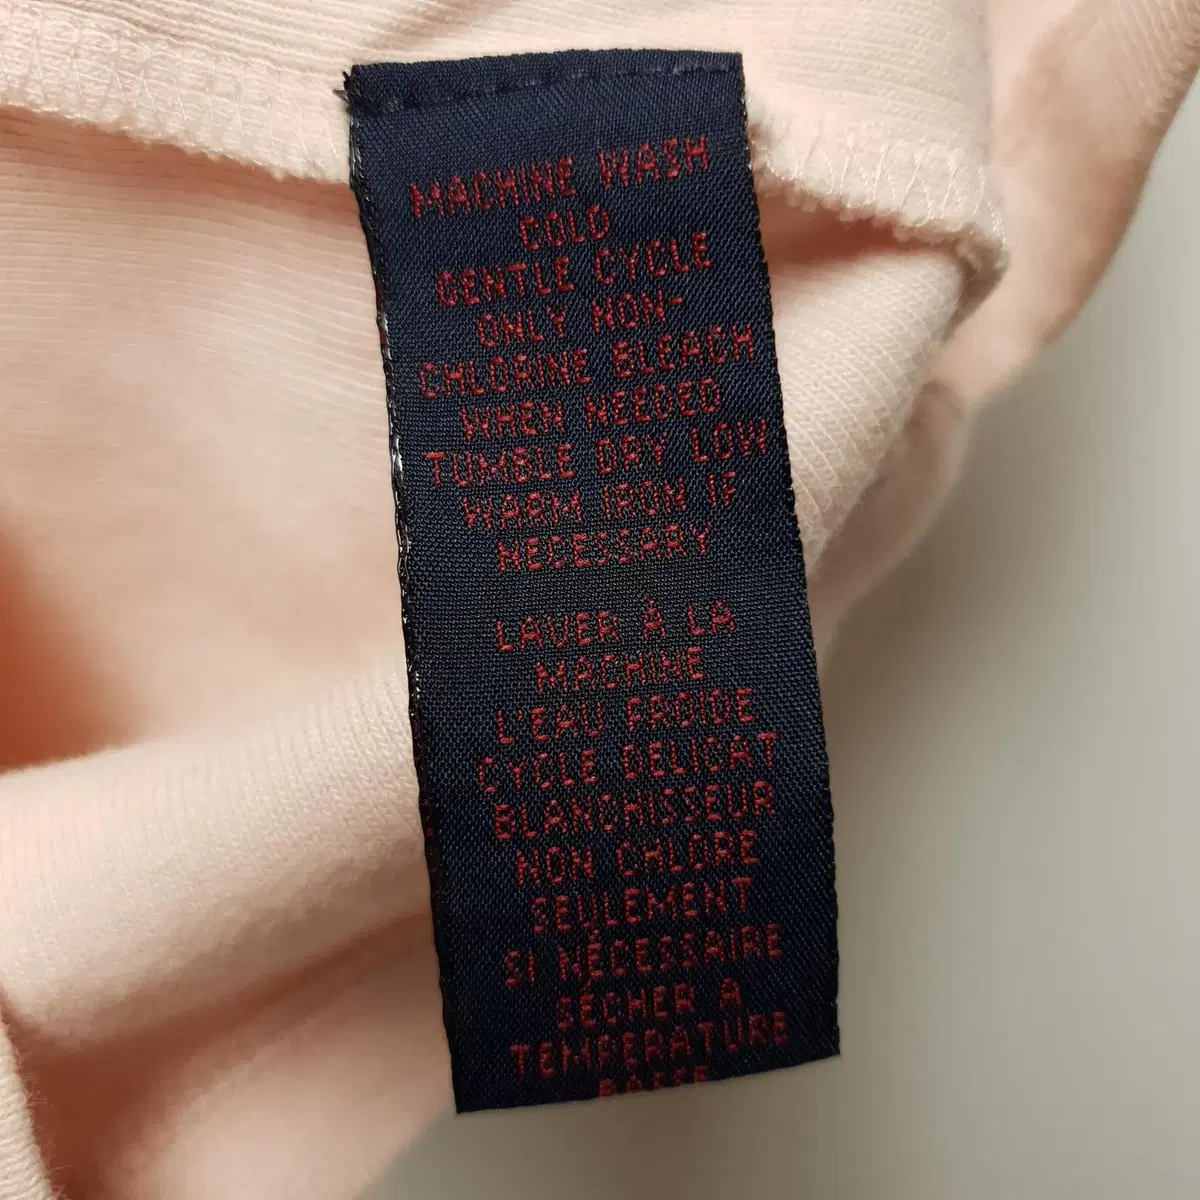 MACHINE WASH
COLD
GENTLE CYCLE
ONLY NON-
CHLORINE BLEACH
WHEN NEEDED
TUMBLE DRY LOW
WARM IRON IF
NECESSARY
LAVER À LA
MACHINE
L'EAU FROIDE
CYCLE DELICAT
BLANCHISSEUR
NON CHLORE
SEULEMENT
SI NÉCESSAIRE
SÉCHER A
TEMPERATURE